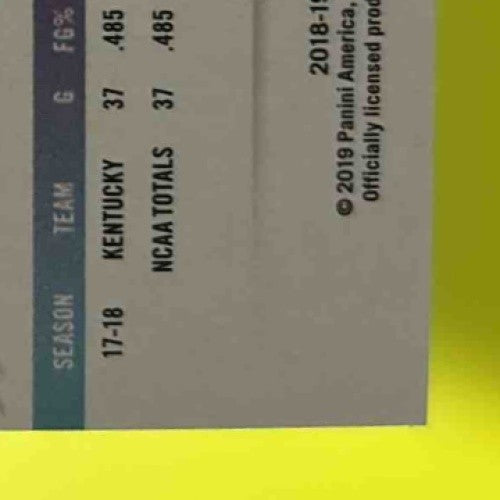 SEASON TEAM G FG%
17-18 KENTUCKY 37 .485
NCAA TOTALS 37 .485
2018-19
© 2019 Panini America,
Officially licensed prod